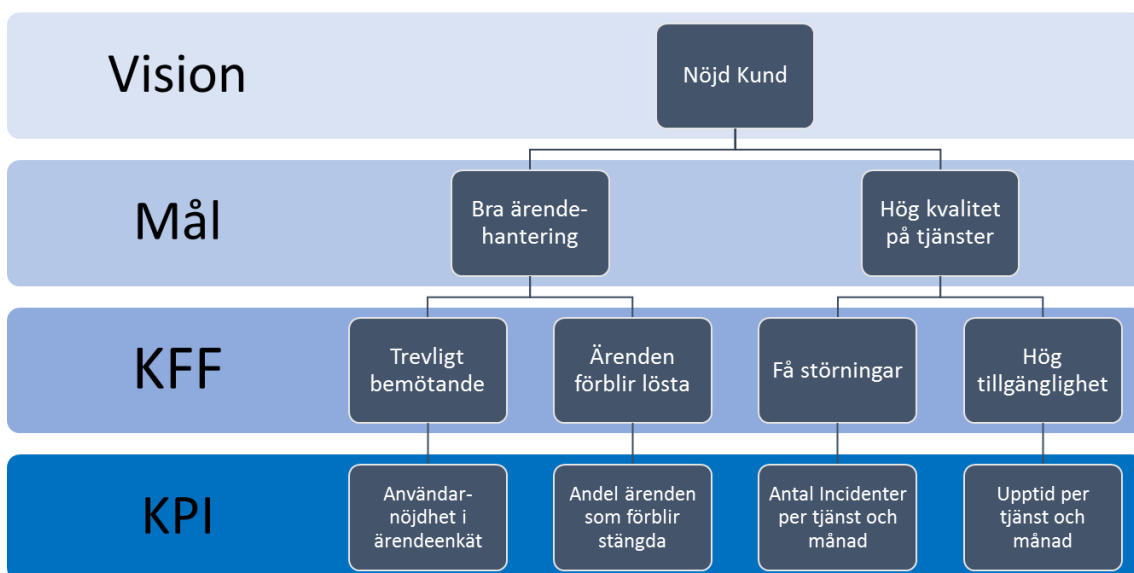 Vision
Nöjd Kund
Mål
Bra ärende-
hantering
Hög kvalitet
på tjänster
KFF
Trevligt
bemötande
Ärenden
förblir lösta
Få störningar
Hög
tillgänglighet
KPI
Användar-
nöjdhet i
ärendeenkät
Andel ärenden
som förblir
stängda
Antal Incidenter
per tjänst och
månad
Upptid per
tjänst och
månad